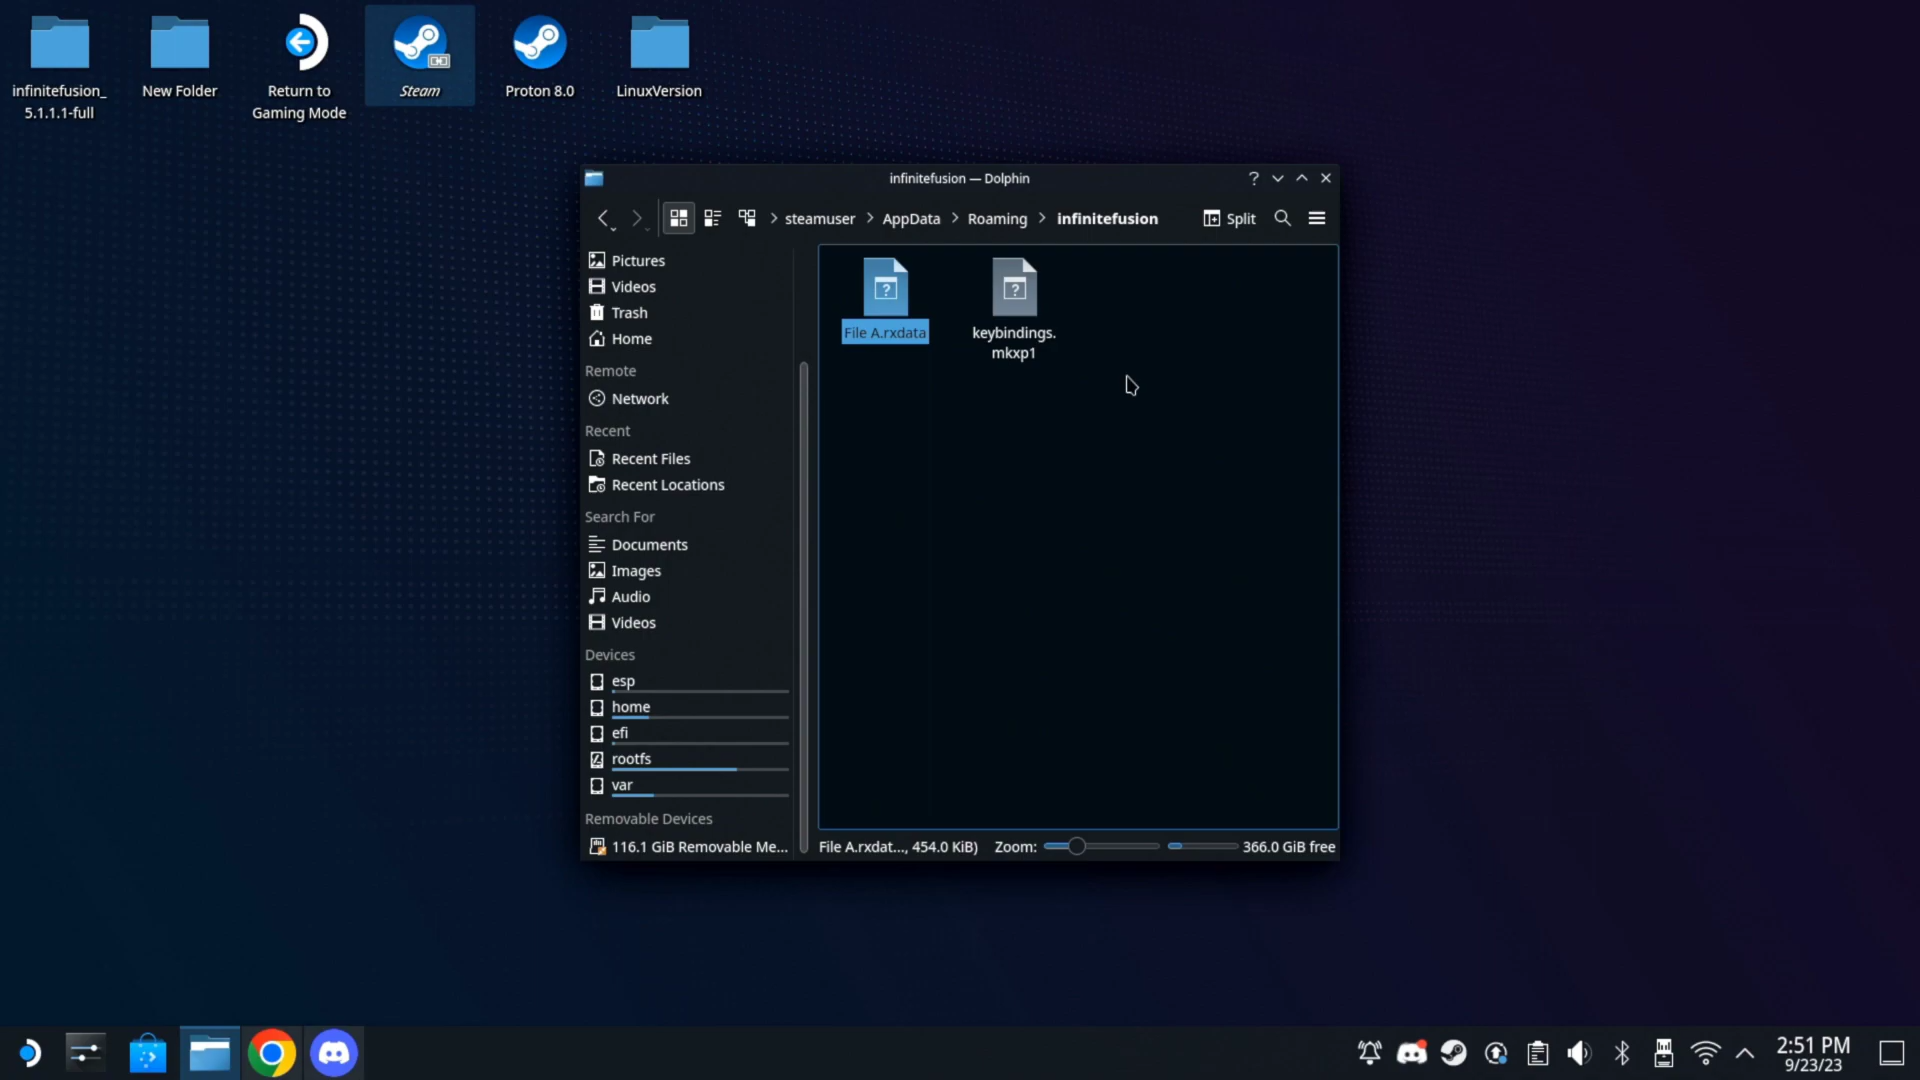 infinitefusion_
5.1.1.1-full
New Folder
Return to
Gaming Mode
Steam
Proton 8.0
LinuxVersion
infinitefusion — Dolphin
steamuser
AppData
Roaming
infinitefusion
Split
Pictures
Videos
Trash
Home
Remote
Network
Recent
Recent Files
Recent Locations
Search For
Documents
Images
Audio
Videos
Devices
esp
home
efi
rootfs
var
Removable Devices
116.1 GiB Removable Me...
File A.rxdata
keybindings.
mkxp1
File A.rxdat..., 454.0 KiB)
Zoom:
366.0 GiB free
2:51 PM
9/23/23